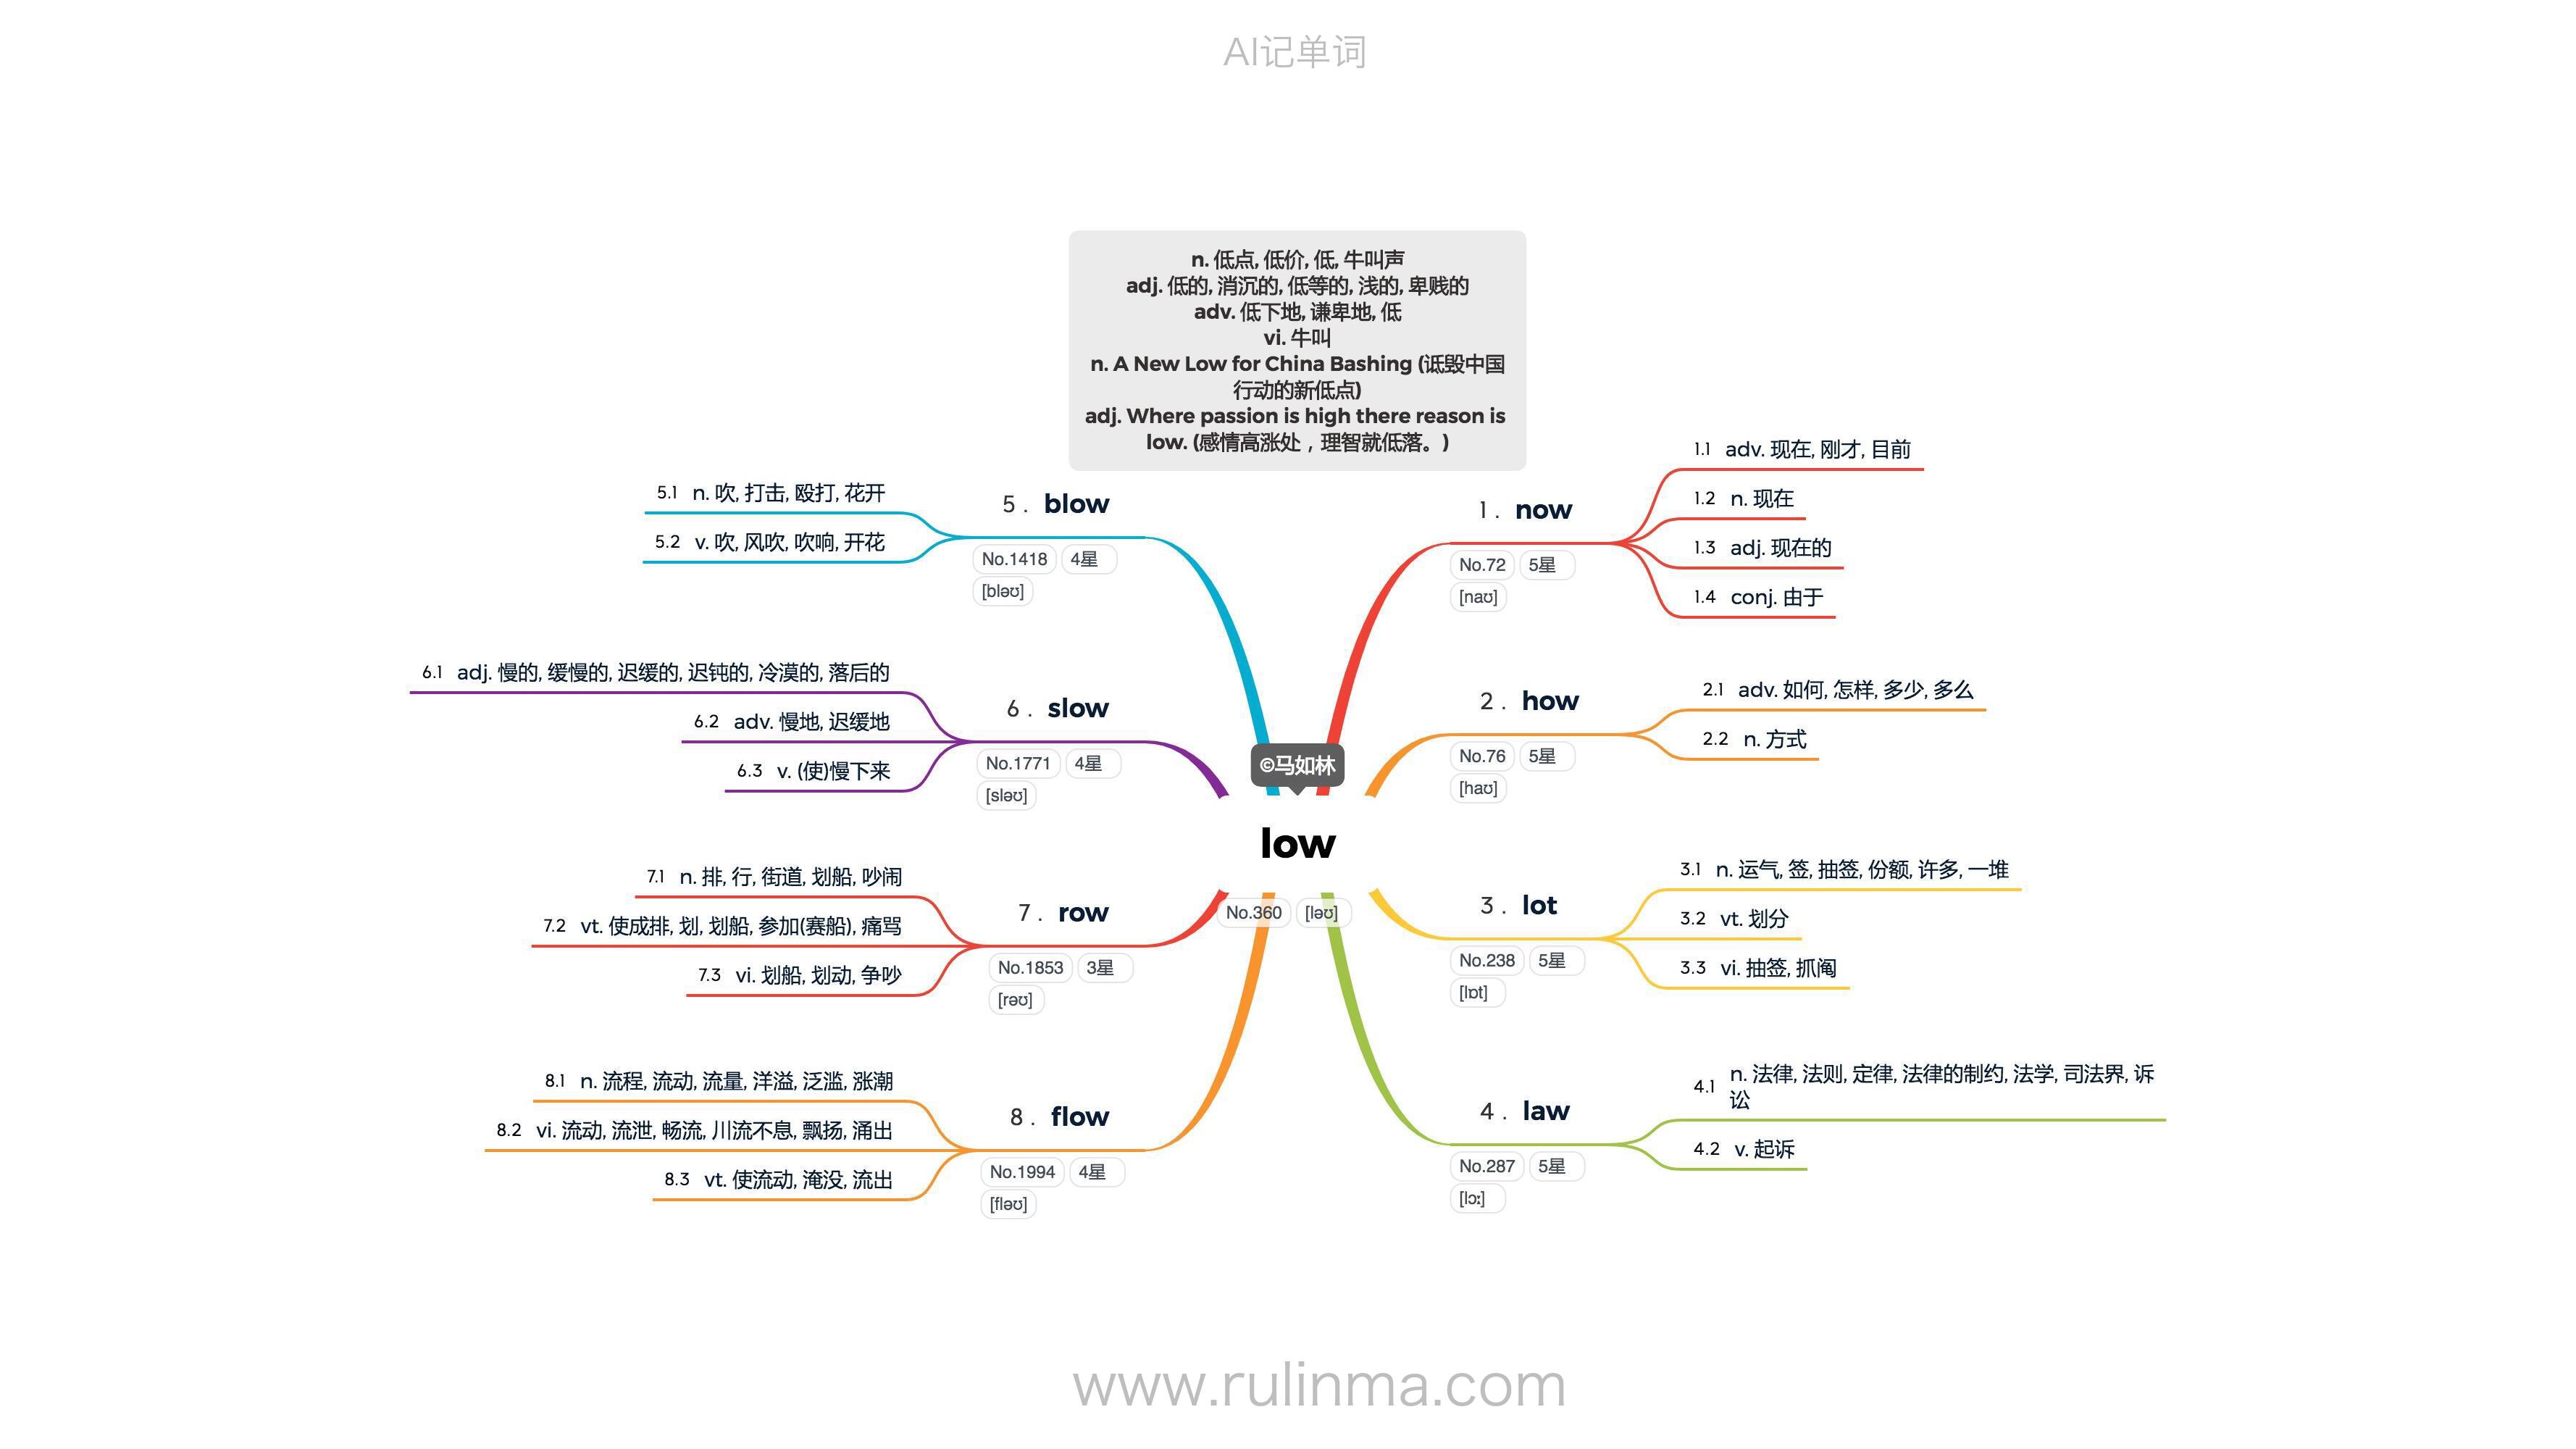 AI记单词
n. 低点, 低价, 低, 牛叫声
adj. 低的, 消沉的, 低等的, 浅的, 卑贱的
adv. 低下地, 谦卑地, 低
vi. 牛叫
n. A New Low for China Bashing (诋毁中国
行动的新低点)
adj. Where passion is high there reason is
low. (感情高涨处，理智就低落。)
©马如林
low
No.360 [ləʊ]
1 . now
No.72 5星
[naʊ]
1.1 adv. 现在, 刚才, 目前
1.2 n. 现在
1.3 adj. 现在的
1.4 conj. 由于
2 . how
No.76 5星
[haʊ]
2.1 adv. 如何, 怎样, 多少, 多么
2.2 n. 方式
3 . lot
No.238 5星
[lɒt]
3.1 n. 运气, 签, 抽签, 份额, 许多, 一堆
3.2 vt. 划分
3.3 vi. 抽签, 抓阄
4 . law
No.287 5星
[lɔː]
4.1 n. 法律, 法则, 定律, 法律的制约, 法学, 司法界, 诉
讼
4.2 v. 起诉
5 . blow
No.1418 4星
[bləʊ]
5.1 n. 吹, 打击, 殴打, 花开
5.2 v. 吹, 风吹, 吹响, 开花
6 . slow
No.1771 4星
[sləʊ]
6.1 adj. 慢的, 缓慢的, 迟缓的, 迟钝的, 冷漠的, 落后的
6.2 adv. 慢地, 迟缓地
6.3 v. (使)慢下来
7 . row
No.1853 3星
[rəʊ]
7.1 n. 排, 行, 街道, 划船, 吵闹
7.2 vt. 使成排, 划, 划船, 参加(赛船), 痛骂
7.3 vi. 划船, 划动, 争吵
8 . flow
No.1994 4星
[fləʊ]
8.1 n. 流程, 流动, 流量, 洋溢, 泛滥, 涨潮
8.2 vi. 流动, 流泄, 畅流, 川流不息, 飘扬, 涌出
8.3 vt. 使流动, 淹没, 流出
www.rulinma.com